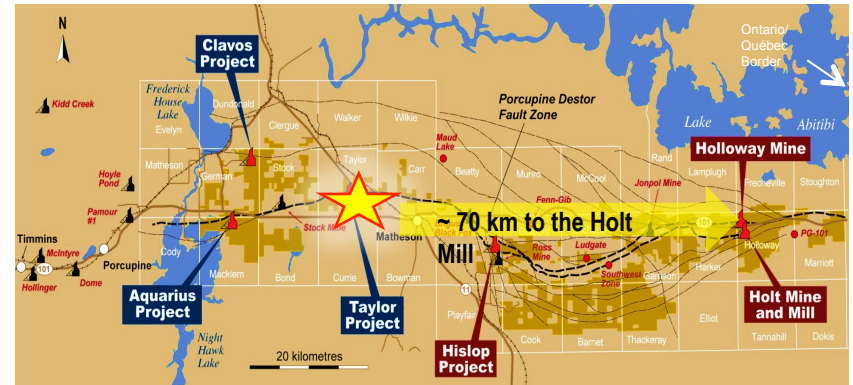 N
Clavos
Project
Ontario/
Québec
Border
Kidd Creek
Frederick
House
Lake
Dundonald
Evelyn
Clergue
Walker
Wilkie
Porcupine Destor
Fault Zone
Lake
Abitibi
Maud
Lake
Holloway Mine
Hoyle
Pond
Matheson
German
Stock
Taylor
Carr
Beatty
Munro
McCool
Rand
Lamplugh
Frecheville
Stoughton
Fenn-Gib
Jonpol Mine
Pamour
#1
Stock Mine
~ 70 km to the Holt
Mill
101
Timmins
McIntyre
Porcupine
101
Hollinger
Dome
Cody
Macklem
Matheson
Black
Ross
Mine
Ludgate
Southwest
Zone
Garrison
Harker
Holloway
PG-101
Marriott
Bond
Currie
Bowman
Aquarius
Project
Taylor
Project
11
Playfair
Hislop
Project
Holt Mine
and Mill
Elliot
Night
Hawk
Lake
20 kilometres
Cook
Barnet
Thackeray
Tannahill
Dokis